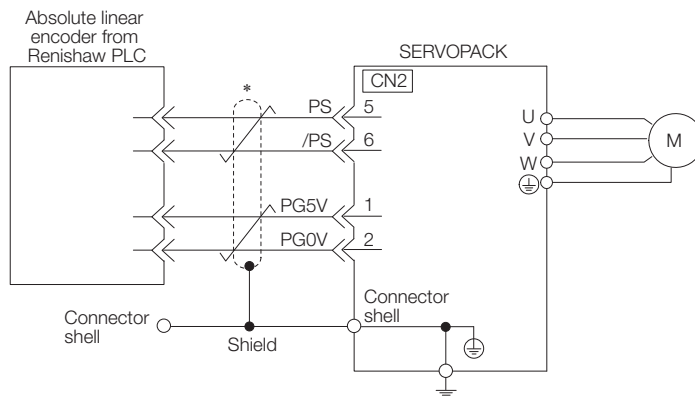 Absolute linear
encoder from
Renishaw PLC
SERVOPACK
CN2
*
PS 5
/PS 6
PG5V 1
PG0V 2
U
V
W
M
Connector
shell
Shield
Connector
shell